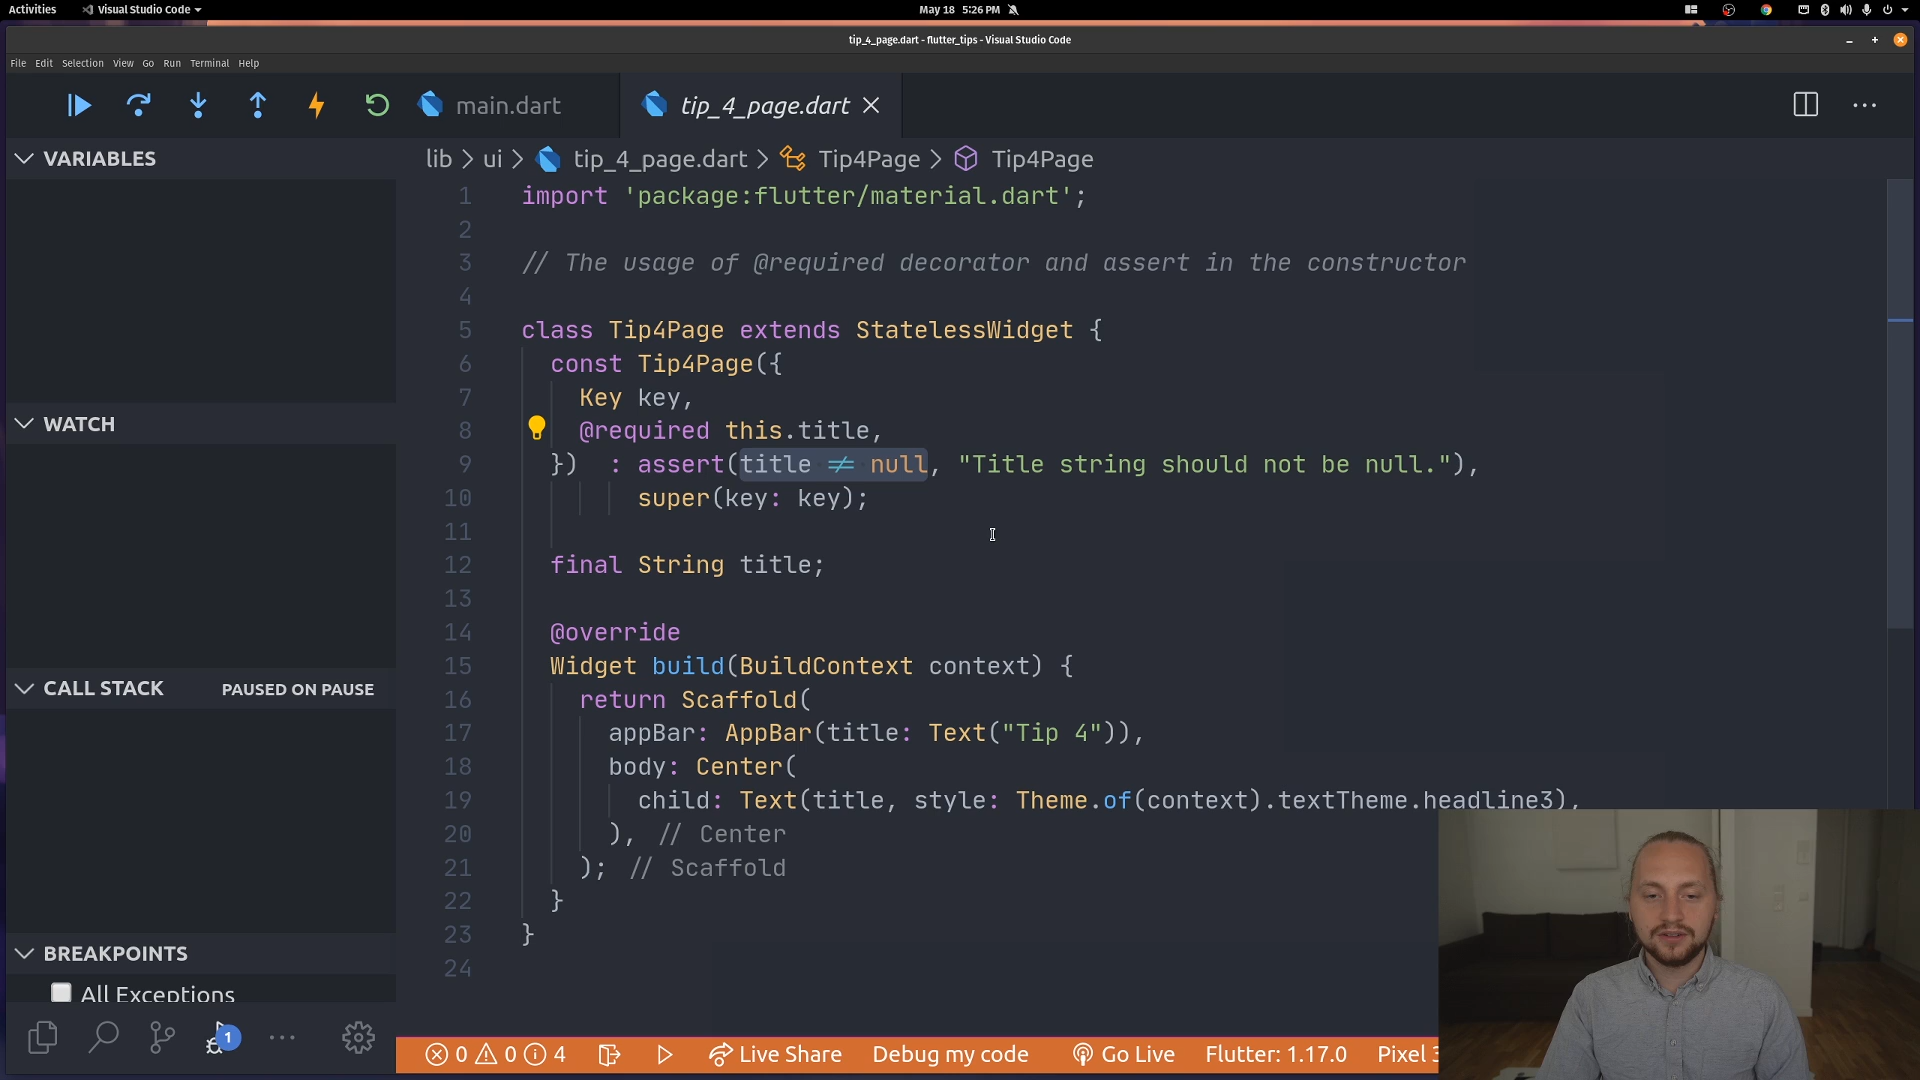 Activities
Visual Studio Code
May 18 5:26 PM
tip_4_page.dart - flutter_tips - Visual Studio Code
File Edit Selection View Go Run Terminal Help
main.dart
tip_4_page.dart
VARIABLES
lib > ui > tip_4_page.dart > Tip4Page > Tip4Page
1 import 'package:flutter/material.dart';
2
3 // The usage of @required decorator and assert in the constructor
4
5 class Tip4Page extends StatelessWidget {
6 const Tip4Page({
7 Key key,
8 @required this.title,
9 }) : assert(title ≠ null, "Title string should not be null."),
10 super(key: key);
11
12 final String title;
13
14 @override
15 Widget build(BuildContext context) {
16 return Scaffold(
17 appBar: AppBar(title: Text("Tip 4")),
18 body: Center(
19 child: Text(title, style: Theme.of(context).textTheme.headline3),
20 ), // Center
21 ); // Scaffold
22 }
23 }
24
WATCH
CALL STACK PAUSED ON PAUSE
BREAKPOINTS
All Exceptions
1
0 0 4 Live Share Debug my code Go Live Flutter: 1.17.0 Pixel